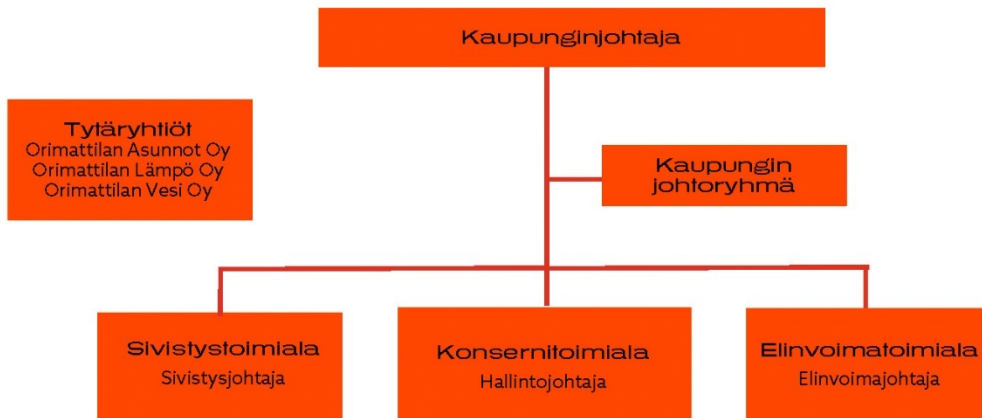 Kaupunginjohtaja
Tytäryhtiöt
Orimattilan Asunnot Oy
Orimattilan Lämpö Oy
Orimattilan Vesi Oy
Kaupungin
johtoryhmä
Sivistystoimiala
Sivistysjohtaja
Konsernitoimiala
Hallintojohtaja
Elinvoimatoimiala
Elinvoimajohtaja